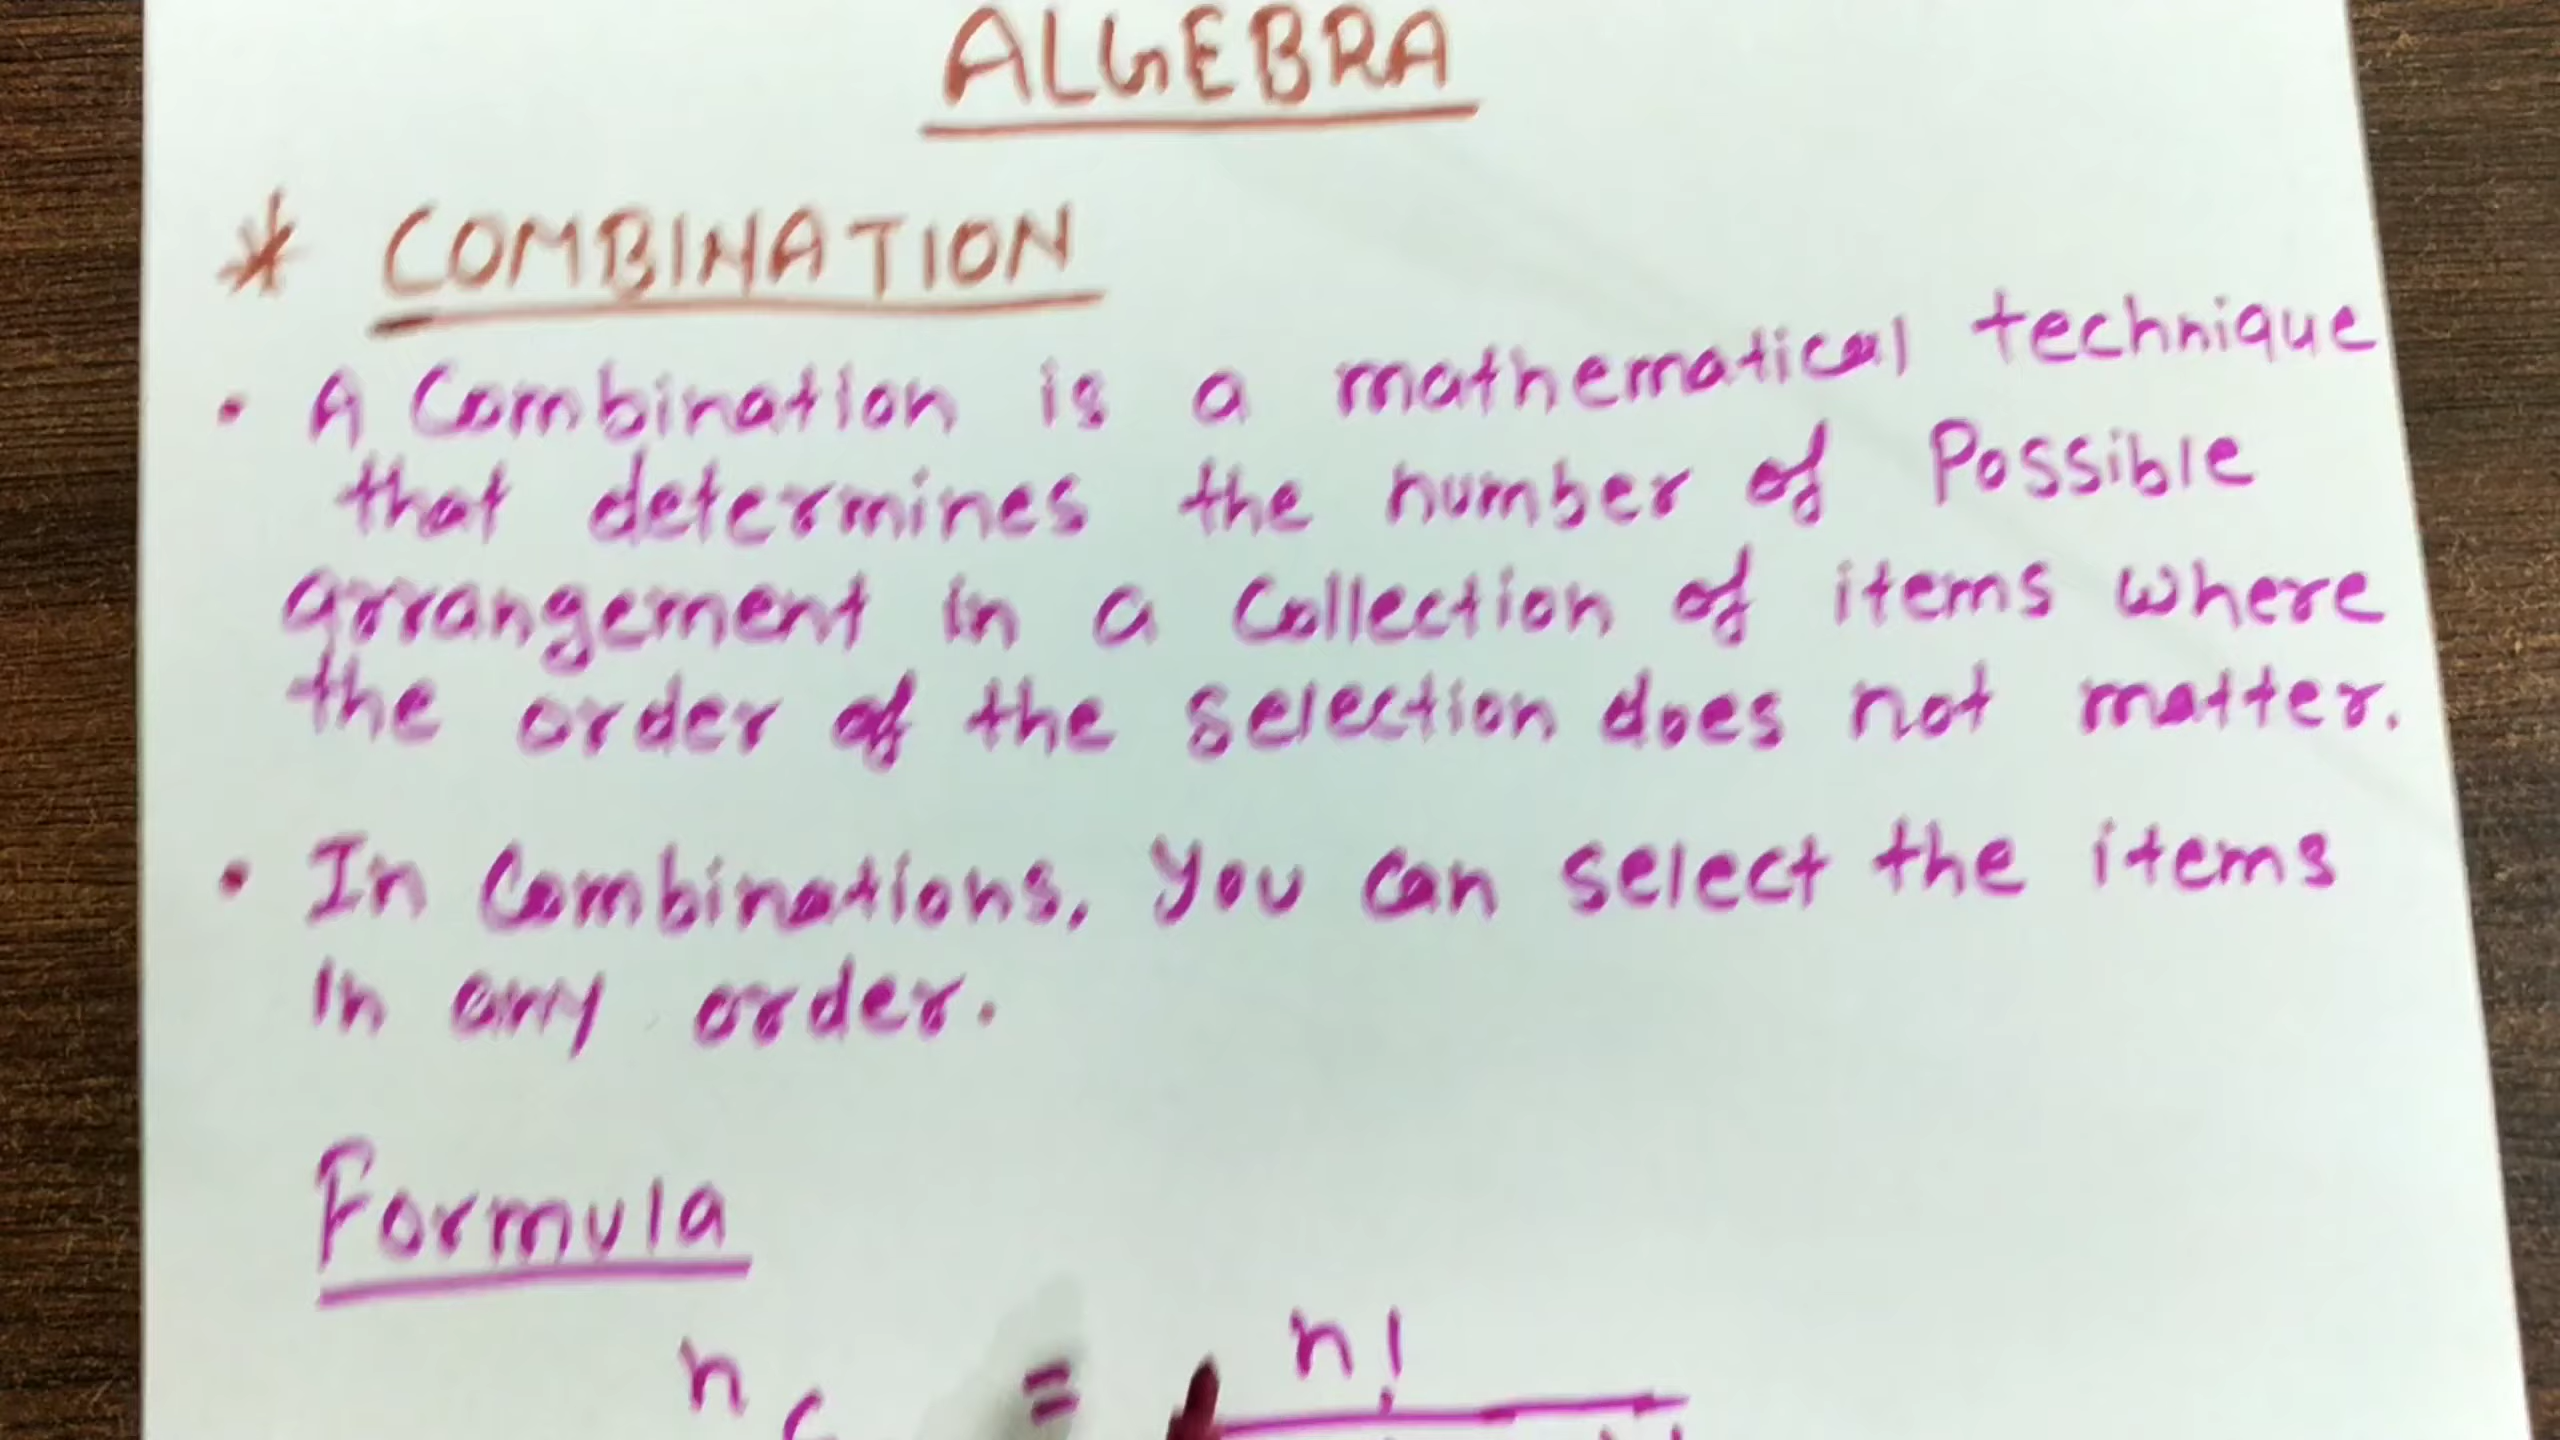 ALGEBRA
* COMBINATION
• A Combination is a mathematical technique
that determines the number of Possible
arrangement in a Collection of items where
the order of the selection does not matter.
• In Combinations, you can select the items
in any order.
Formula
n C = n!